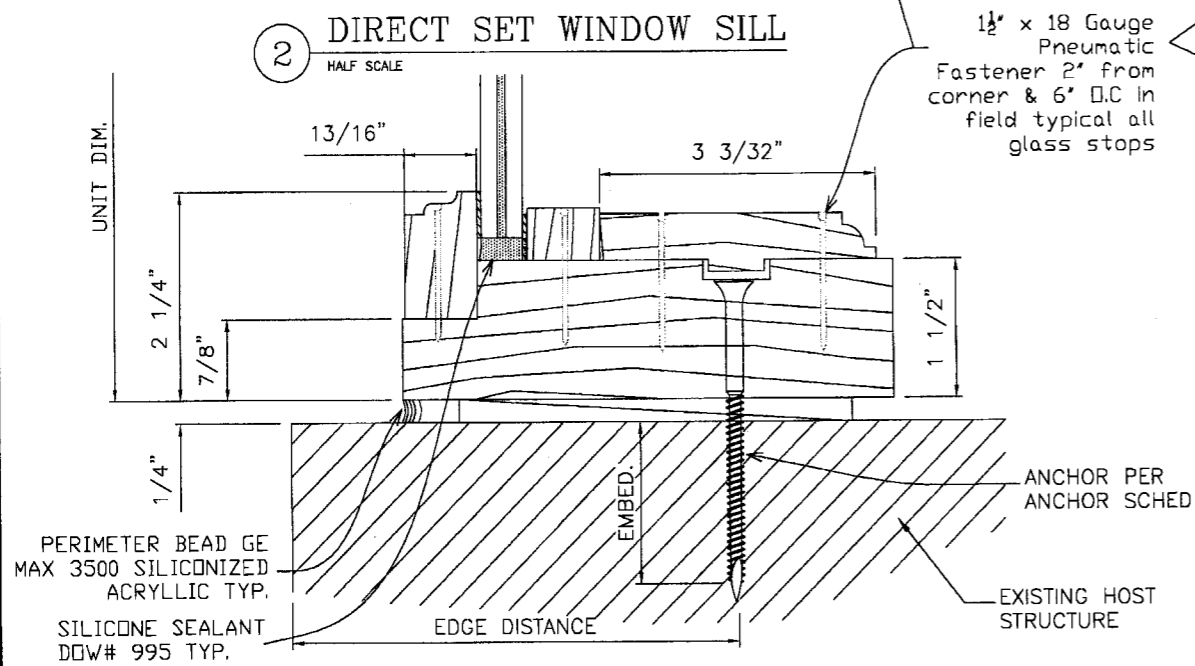 2
DIRECT SET WINDOW SILL
HALF SCALE
1½" x 18 Gauge
Pneumatic
Fastener 2" from
corner & 6" O.C in
field typical all
glass stops
UNIT DIM.
13/16"
3 3/32"
2 1/4"
7/8"
1 1/2"
1/4"
EMBED.
ANCHOR PER
ANCHOR SCHED
PERIMETER BEAD GE
MAX 3500 SILICONIZED
ACRYLLIC TYP.
EXISTING HOST
STRUCTURE
SILICONE SEALANT
DOW# 995 TYP.
EDGE DISTANCE